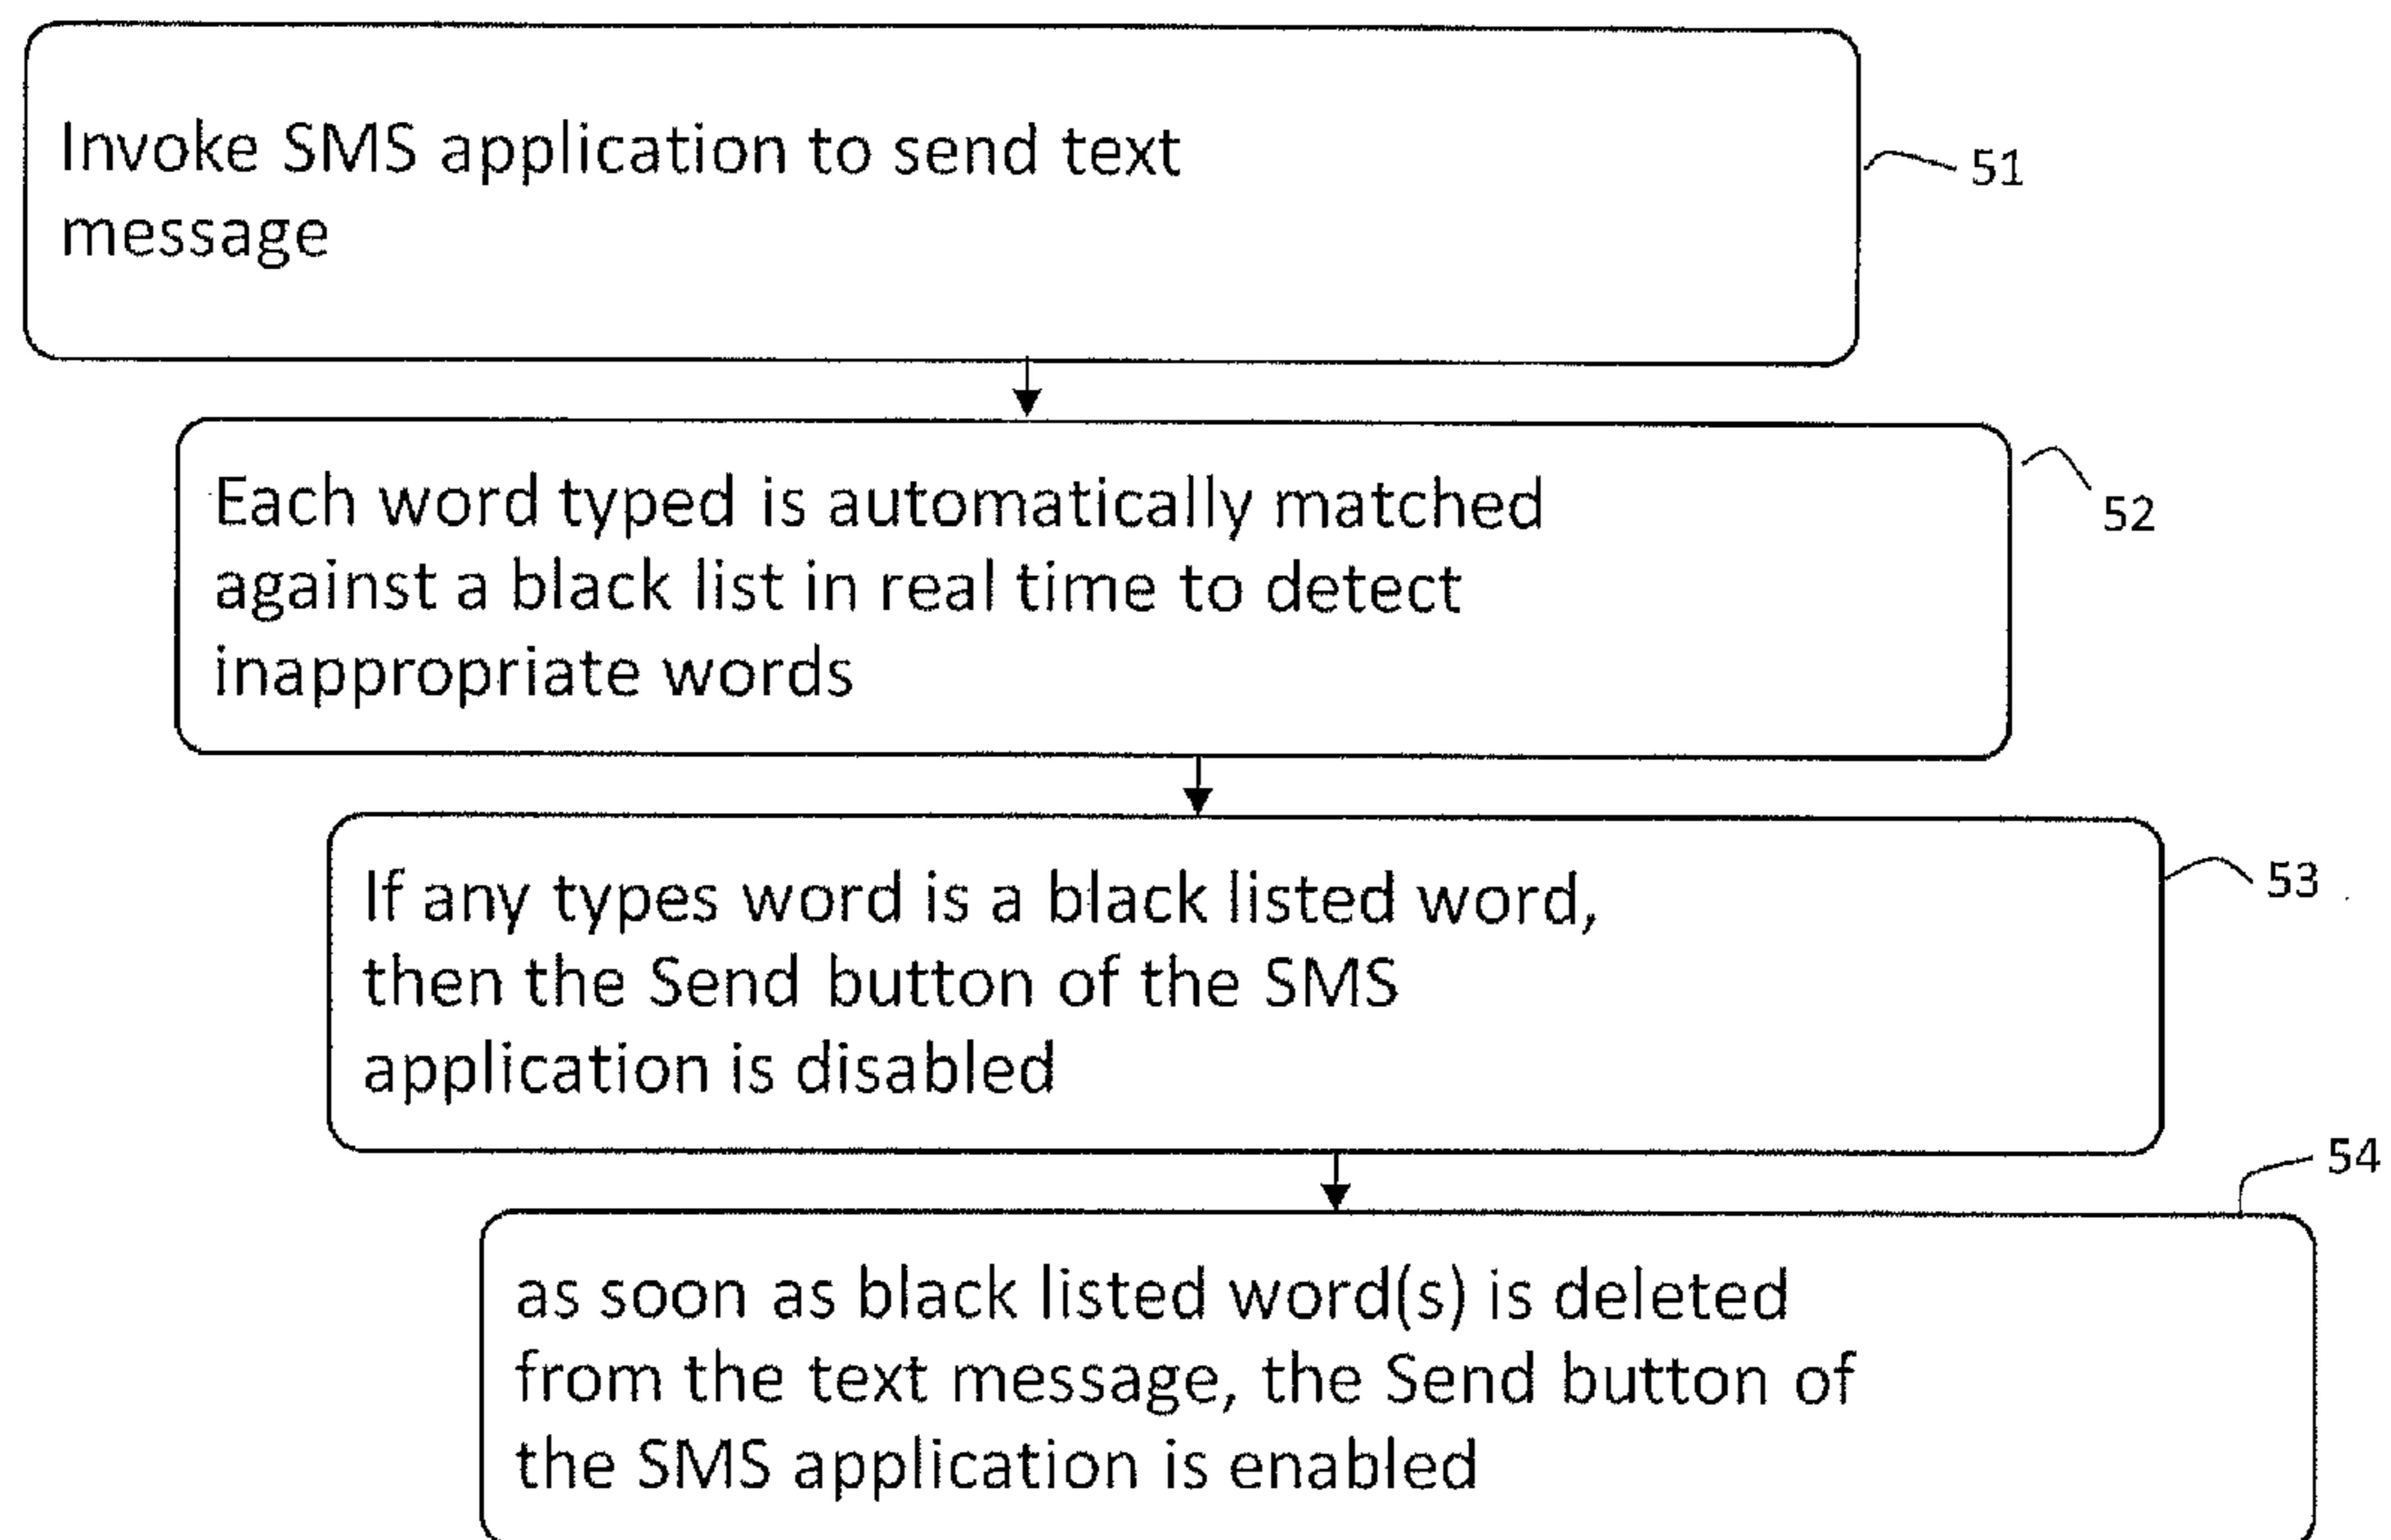 Invoke SMS application to send text
message
51
Each word typed is automatically matched
against a black list in real time to detect
inappropriate words
52
If any types word is a black listed word,
then the Send button of the SMS
application is disabled
53
54
as soon as black listed word(s) is deleted
from the text message, the Send button of
the SMS application is enabled